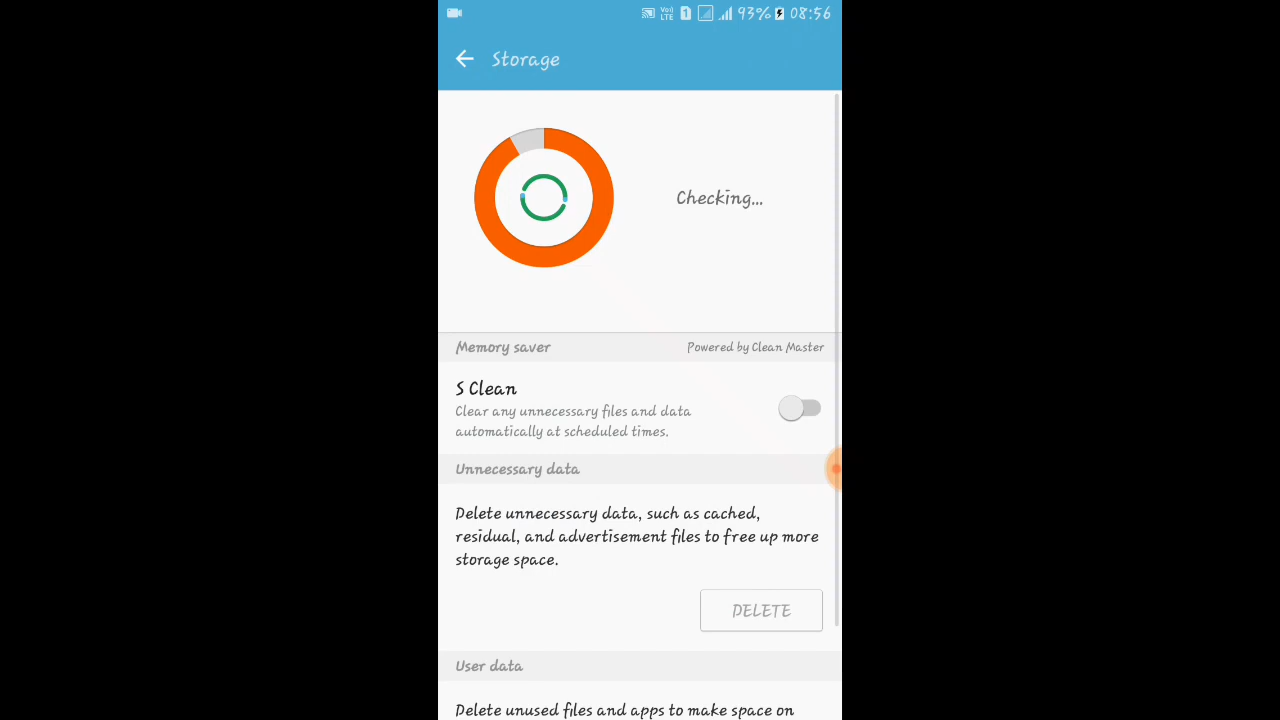 VoLTE 1 93% 08:56
Storage
Checking...
Memory saver Powered by Clean Master
S Clean
Clear any unnecessary files and data
automatically at scheduled times.
Unnecessary data
Delete unnecessary data, such as cached,
residual, and advertisement files to free up more
storage space.
DELETE
User data
Delete unused files and apps to make space on